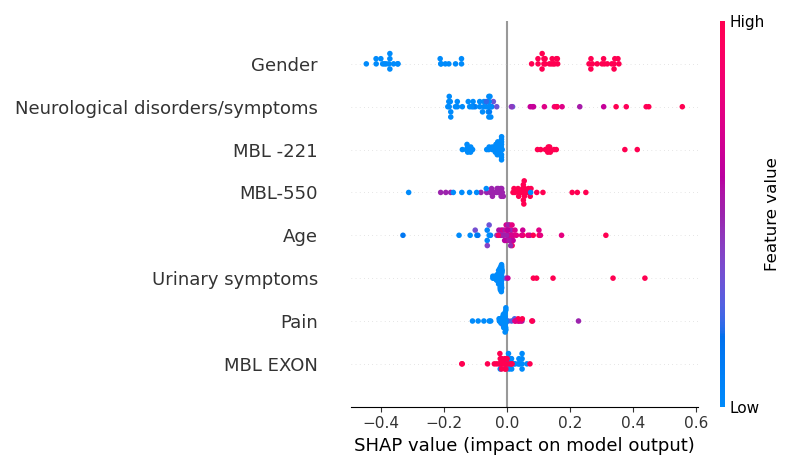 High
Gender
Neurological disorders/symptoms
MBL -221
MBL-550
Age
Urinary symptoms
Pain
MBL EXON
Feature value
Low
−0.4 −0.2 0.0 0.2 0.4 0.6
SHAP value (impact on model output)